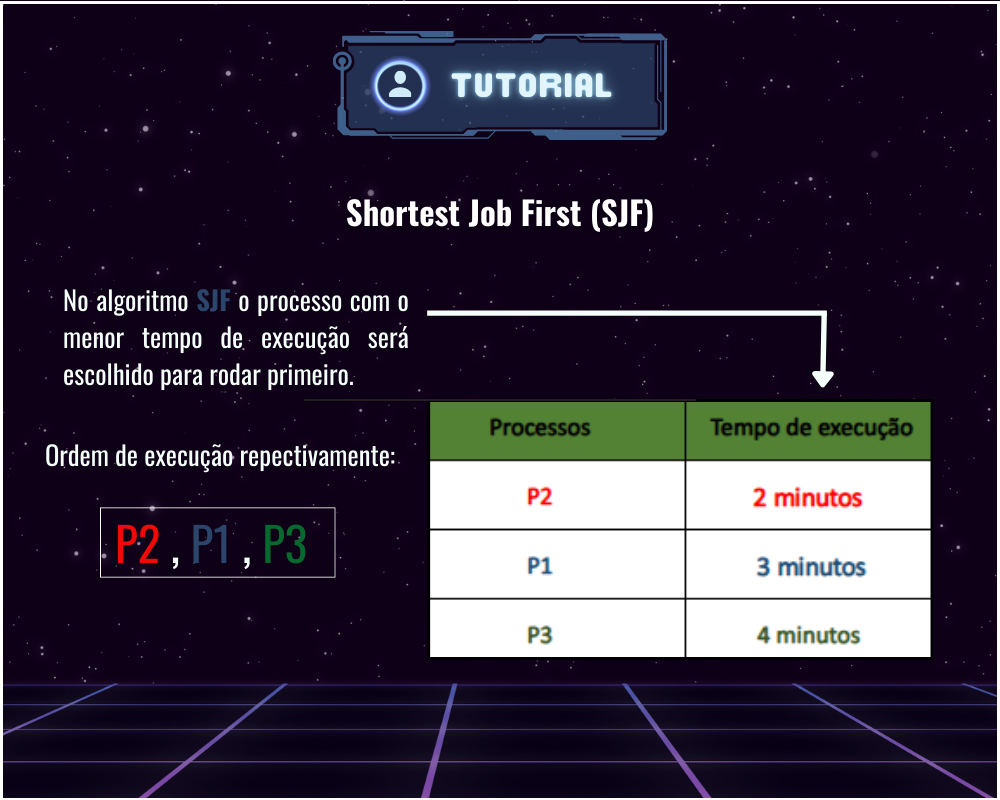 TUTORIAL
Shortest Job First (SJF)
No algoritmo SJF o processo com o
menor tempo de execução será
escolhido para rodar primeiro.
Ordem de execução repectivamente:
P2 , P1 , P3
Processos Tempo de execução
P2 2 minutos
P1 3 minutos
P3 4 minutos